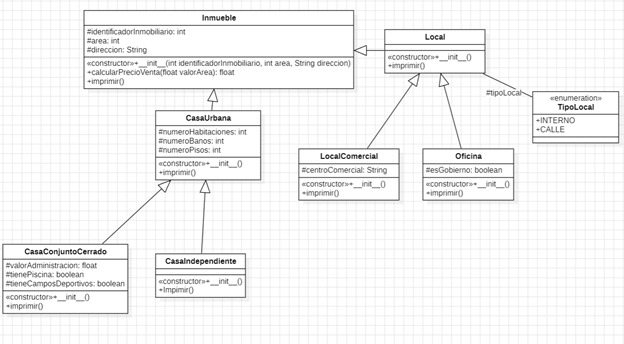 Inmueble
#identificadorInmobiliario: int
#area: int
#direccion: String
«constructor»+__init__(int identificadorInmobiliario, int area, String direccion)
+calcularPrecioVenta(float valorArea): float
+imprimir()
Local
«constructor»+__init__()
+imprimir()
#tipoLocal
«enumeration»
TipoLocal
+INTERNO
+CALLE
CasaUrbana
#numeroHabitaciones: int
#numeroBanos: int
#numeroPisos: int
«constructor»+__init__()
+imprimir()
LocalComercial
#centroComercial: String
«constructor»+__init__()
+imprimir()
Oficina
#esGobierno: boolean
«constructor»+__init__()
+imprimir()
CasaConjuntoCerrado
#valorAdministracion: float
#tienePiscina: boolean
#tieneCamposDeportivos: boolean
«constructor»+__init__()
+imprimir()
CasaIndependiente
«constructor»+__init__()
+Impimir()